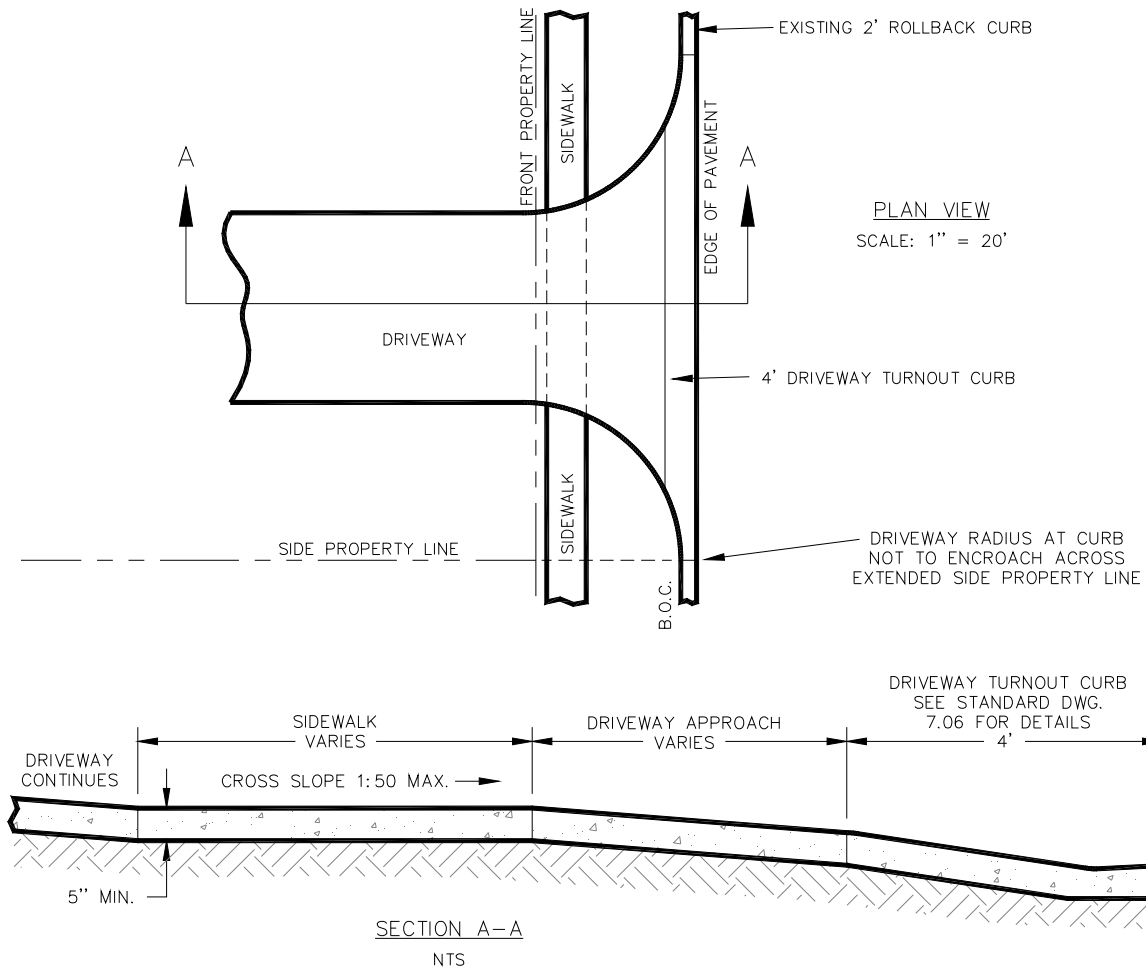 EXISTING 2' ROLLBACK CURB
FRONT PROPERTY LINE
SIDEWALK
EDGE OF PAVEMENT
A
A
PLAN VIEW
SCALE: 1'' = 20'
DRIVEWAY
4' DRIVEWAY TURNOUT CURB
SIDEWALK
SIDE PROPERTY LINE
DRIVEWAY RADIUS AT CURB
NOT TO ENCROACH ACROSS
EXTENDED SIDE PROPERTY LINE
B.O.C.
DRIVEWAY TURNOUT CURB
SEE STANDARD DWG.
7.06 FOR DETAILS
4'
SIDEWALK
VARIES
DRIVEWAY APPROACH
VARIES
DRIVEWAY
CONTINUES
CROSS SLOPE 1:50 MAX.
5'' MIN.
SECTION A-A
NTS